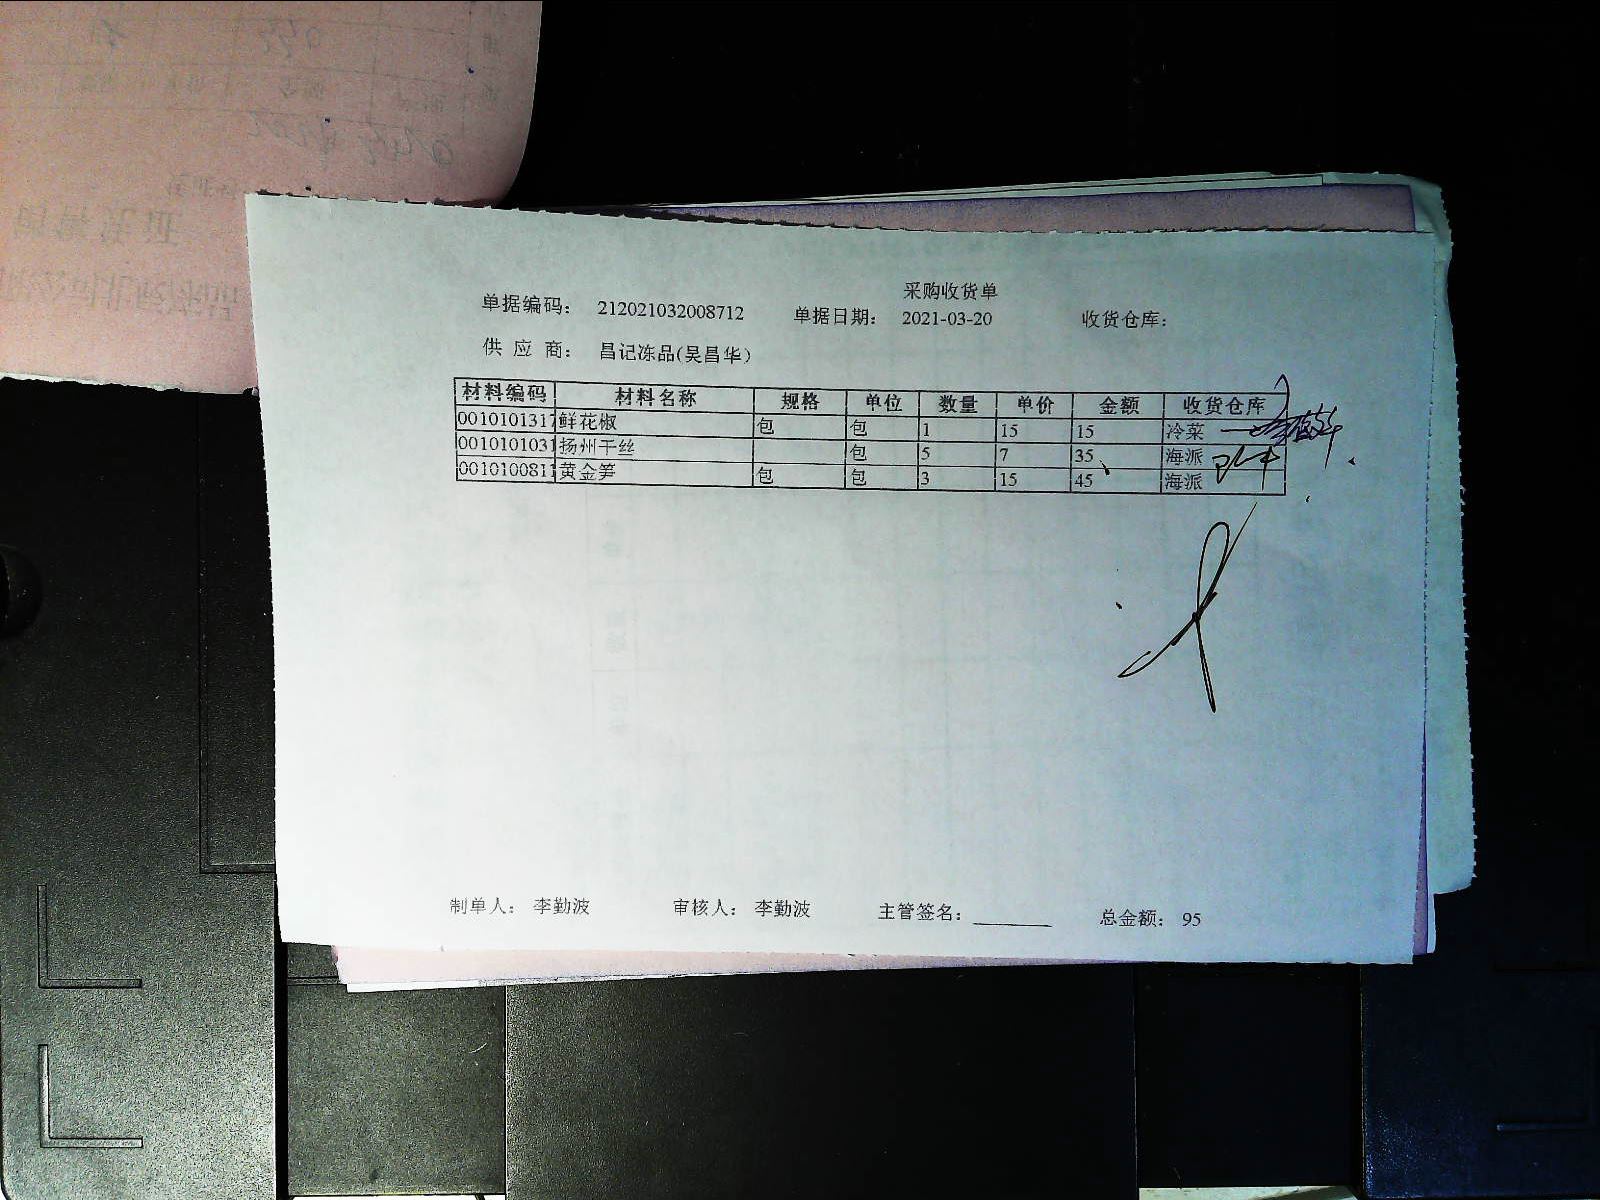 采购收货单
单据编码： 212021032008712 单据日期： 2021-03-20 收货仓库：
供 应 商： 昌记冻品(吴昌华)
材料编码 材料名称 规格 单位 数量 单价 金额 收货仓库
0010101317 鲜花椒 包 包 1 15 15 冷菜
0010101031 扬州干丝 包 5 7 35 海派
0010100811 黄金笋 包 包 3 15 45 海派
制单人： 李勤波 审核人： 李勤波 主管签名： 总金额： 95